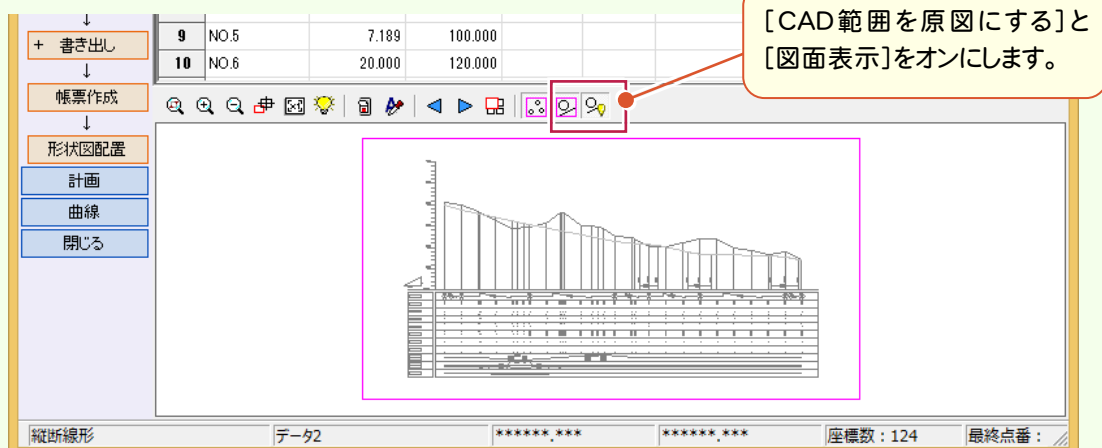 [CAD範囲を原図にする]と
[図面表示]をオンにします。
↓
+ 書き出し
↓
帳票作成
↓
形状図配置
計画
曲線
閉じる
9 NO.5 7.189 100.000
10 NO.6 20.000 120.000
縦断線形 データ2 ******.*** ******.*** 座標数：124 最終点番：